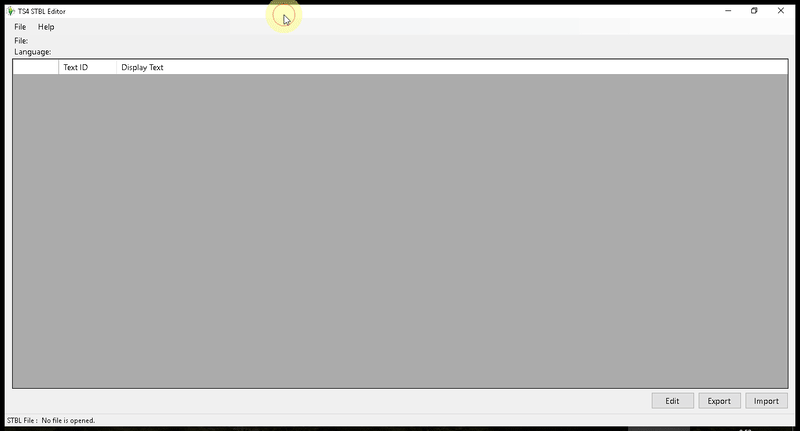 TS4 STBL Editor
File Help
File:
Language:
Text ID Display Text
Edit Export Import
STBL File : No file is opened.